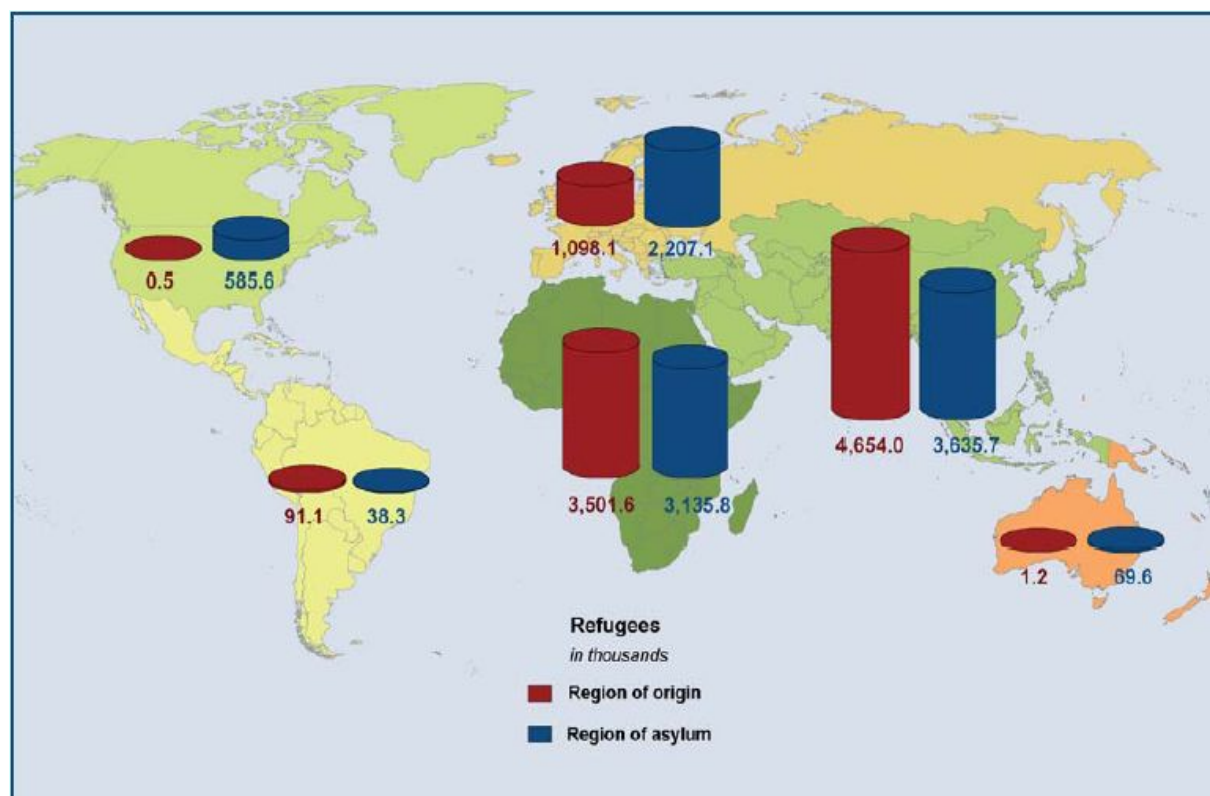 1,098.1 2,207.1
0.5 585.6
4,654.0 3,635.7
91.1 38.3
3,501.6 3,135.8
1.2 69.6
Refugees
in thousands
Region of origin
Region of asylum